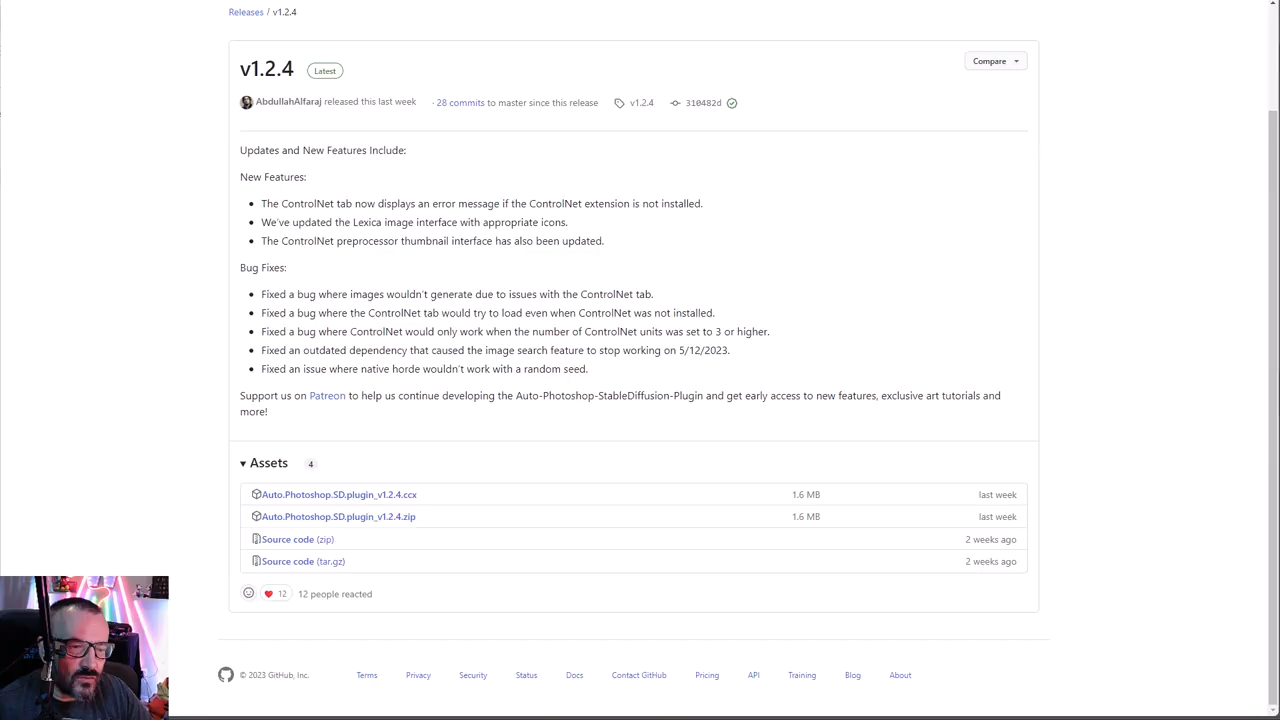 Releases / v1.2.4
v1.2.4 Latest Compare
AbdullahAlfaraj released this last week · 28 commits to master since this release v1.2.4 310482d
Updates and New Features Include:
New Features:
• The ControlNet tab now displays an error message if the ControlNet extension is not installed.
• We've updated the Lexica image interface with appropriate icons.
• The ControlNet preprocessor thumbnail interface has also been updated.
Bug Fixes:
• Fixed a bug where images wouldn't generate due to issues with the ControlNet tab.
• Fixed a bug where the ControlNet tab would try to load even when ControlNet was not installed.
• Fixed a bug where ControlNet would only work when the number of ControlNet units was set to 3 or higher.
• Fixed an outdated dependency that caused the image search feature to stop working on 5/12/2023.
• Fixed an issue where native horde wouldn't work with a random seed.
Support us on Patreon to help us continue developing the Auto-Photoshop-StableDiffusion-Plugin and get early access to new features, exclusive art tutorials and
more!
Assets 4
Auto.Photoshop.SD.plugin_v1.2.4.ccx 1.6 MB last week
Auto.Photoshop.SD.plugin_v1.2.4.zip 1.6 MB last week
Source code (zip) 2 weeks ago
Source code (tar.gz) 2 weeks ago
12 12 people reacted
© 2023 GitHub, Inc. Terms Privacy Security Status Docs Contact GitHub Pricing API Training Blog About